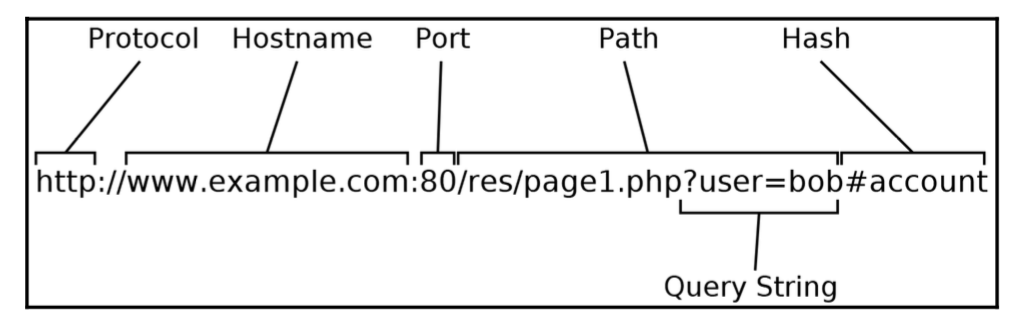 Protocol Hostname Port Path Hash
http://www.example.com:80/res/page1.php?user=bob#account
Query String